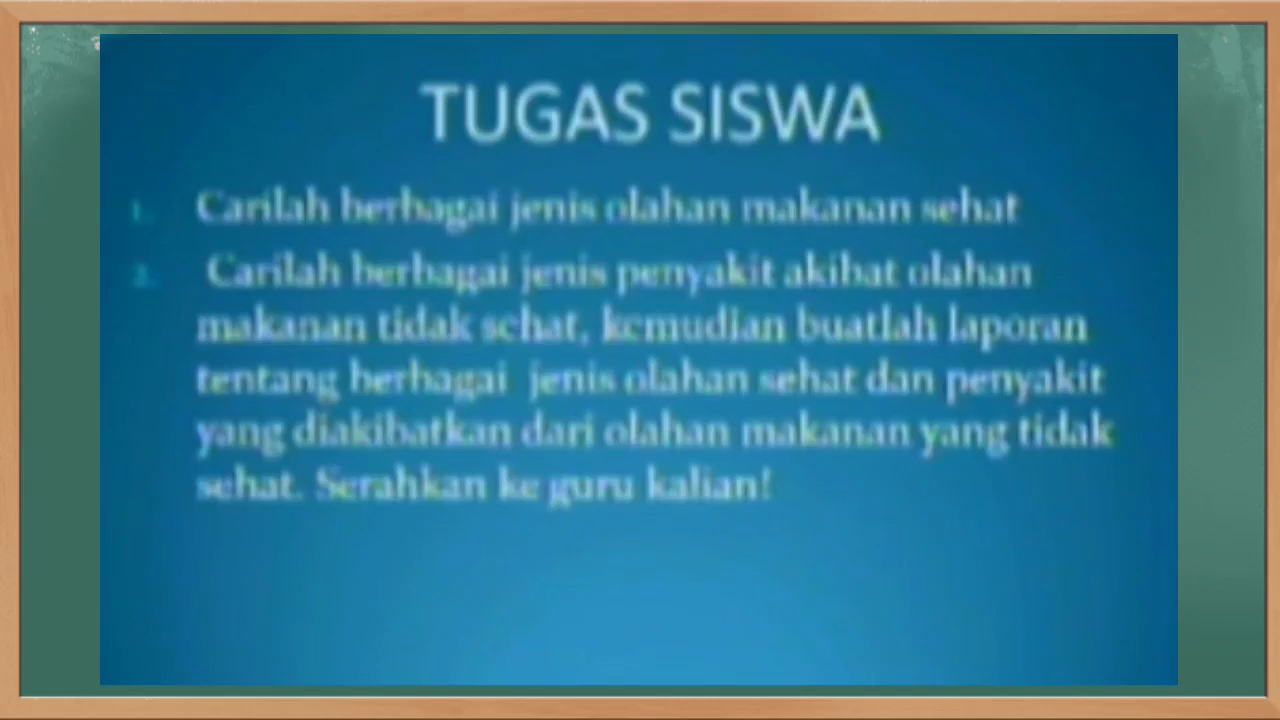 TUGAS SISWA
1. Carilah berbagai jenis olahan makanan sehat
2. Carilah berbagai jenis penyakit akibat olahan
makanan tidak sehat, kemudian buatlah laporan
tentang berbagai jenis olahan sehat dan penyakit
yang diakibatkan dari olahan makanan yang tidak
sehat. Serahkan ke guru kalian!